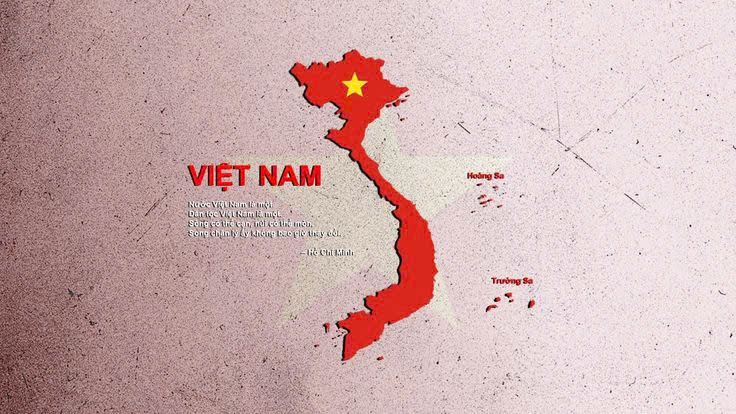 VIỆT NAM
Nước Việt Nam là một
Dân tộc Việt Nam là một.
Sông có thể cạn, núi có thể mòn.
Song chân lý ấy không bao giờ thay đổi.
– Hồ Chí Minh
Hoàng Sa
Trường Sa